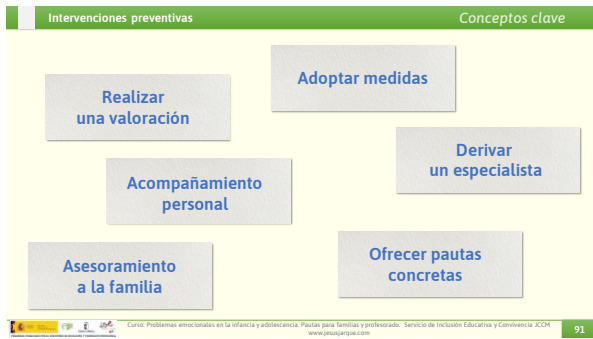 Intervenciones preventivas
Conceptos clave
Adoptar medidas
Realizar
una valoración
Derivar
un especialista
Acompañamiento
personal
Ofrecer pautas
concretas
Asesoramiento
a la familia
Curso: Problemas emocionales en la infancia y adolescencia. Pautas para familias y profesorado. Servicio de Inclusión Educativa y Convivencia JCCM
www.jesusjarque.com
91